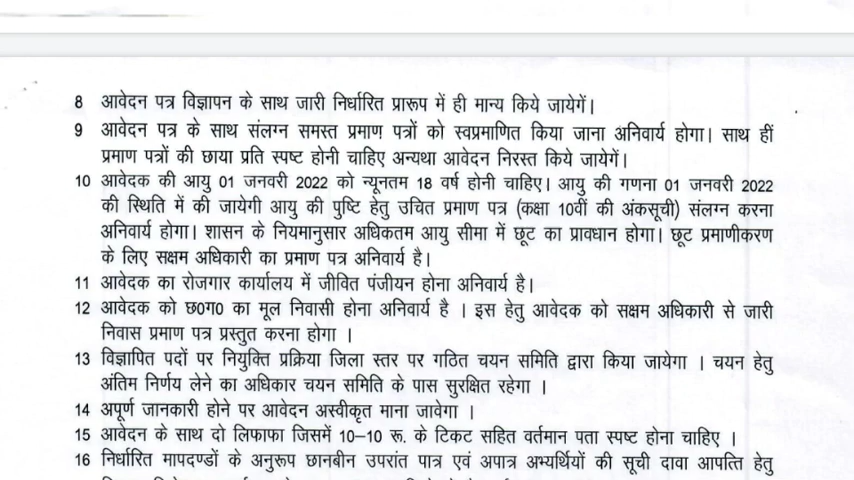 8 आवेदन पत्र विज्ञापन के साथ जारी निर्धारित प्रारूप में ही मान्य किये जायेगें।
9 आवेदन पत्र के साथ संलग्न समस्त प्रमाण पत्रों को स्वप्रमाणित किया जाना अनिवार्य होगा। साथ हीं
प्रमाण पत्रों की छाया प्रति स्पष्ट होनी चाहिए अन्यथा आवेदन निरस्त किये जायेगें।
10 आवेदक की आयु 01 जनवरी 2022 को न्यूनतम 18 वर्ष होनी चाहिए। आयु की गणना 01 जनवरी 2022
की स्थिति में की जायेगी आयु की पुष्टि हेतु उचित प्रमाण पत्र (कक्षा 10वीं की अंकसूची) संलग्न करना
अनिवार्य होगा। शासन के नियमानुसार अधिकतम आयु सीमा में छूट का प्रावधान होगा। छूट प्रमाणीकरण
के लिए सक्षम अधिकारी का प्रमाण पत्र अनिवार्य है।
11 आवेदक का रोजगार कार्यालय में जीवित पंजीयन होना अनिवार्य है।
12 आवेदक को छ0ग0 का मूल निवासी होना अनिवार्य है । इस हेतु आवेदक को सक्षम अधिकारी से जारी
निवास प्रमाण पत्र प्रस्तुत करना होगा ।
13 विज्ञापित पदों पर नियुक्ति प्रक्रिया जिला स्तर पर गठित चयन समिति द्वारा किया जायेगा । चयन हेतु
अंतिम निर्णय लेने का अधिकार चयन समिति के पास सुरक्षित रहेगा ।
14 अपूर्ण जानकारी होने पर आवेदन अस्वीकृत माना जावेगा ।
15 आवेदन के साथ दो लिफाफा जिसमें 10–10 रू. के टिकट सहित वर्तमान पता स्पष्ट होना चाहिए ।
16 निर्धारित मापदण्डों के अनुरूप छानबीन उपरांत पात्र एवं अपात्र अभ्यर्थियों की सूची दावा आपत्ति हेतु